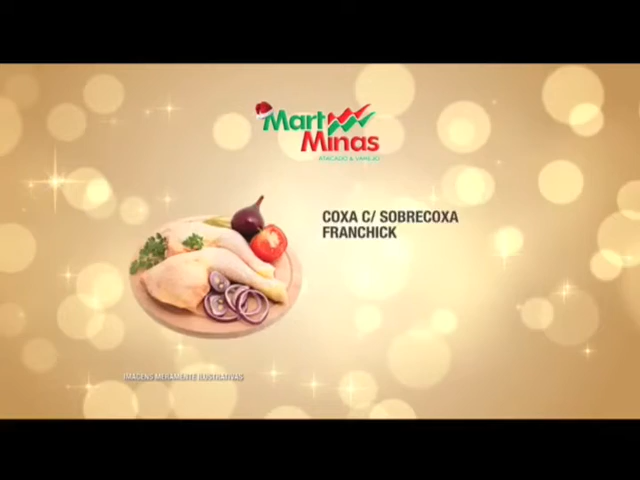 Mart
Minas
ATACADO & VAREJO
COXA C/ SOBRECOXA
FRANCHICK
IMAGENS MERAMENTE ILUSTRATIVAS